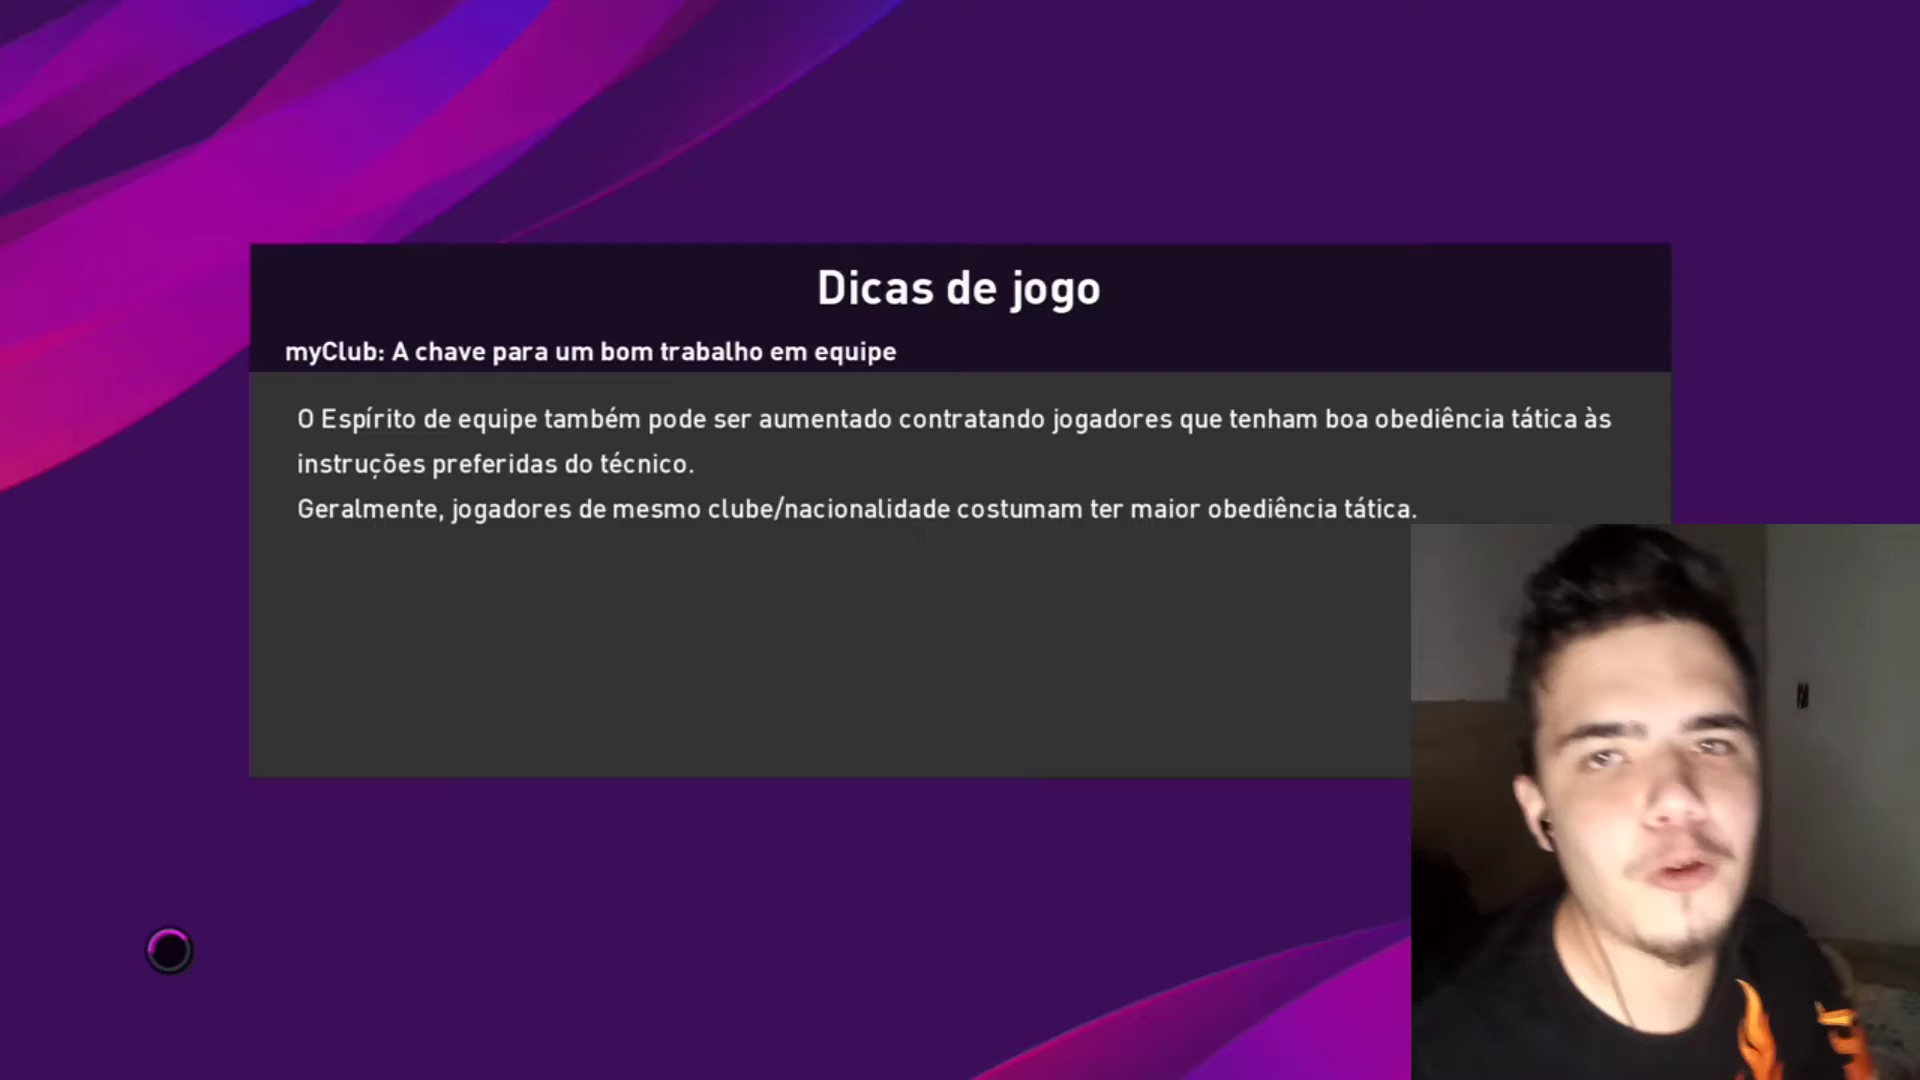 Dicas de jogo
myClub: A chave para um bom trabalho em equipe
O Espírito de equipe também pode ser aumentado contratando jogadores que tenham boa obediência tática às
instruções preferidas do técnico.
Geralmente, jogadores de mesmo clube/nacionalidade costumam ter maior obediência tática.